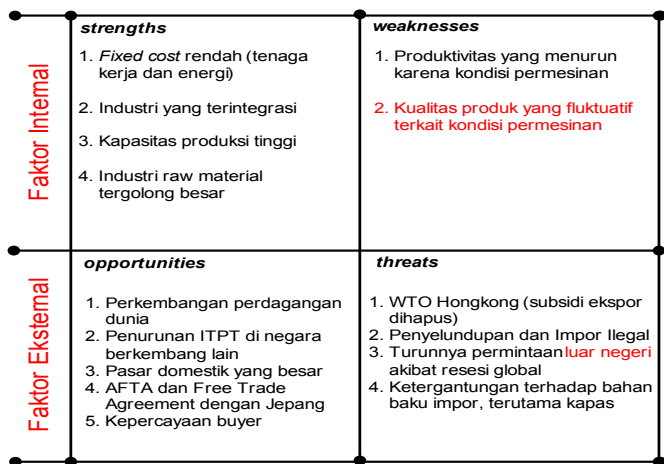 Faktor Internal
strengths
1. Fixed cost rendah (tenaga
kerja dan energi)
2. Industri yang terintegrasi
3. Kapasitas produksi tinggi
4. Industri raw material
tergolong besar
weaknesses
1. Produktivitas yang menurun
karena kondisi permesinan
2. Kualitas produk yang fluktuatif
terkait kondisi permesinan
Faktor Eksternal
opportunities
1. Perkembangan perdagangan
dunia
2. Penurunan ITPT di negara
berkembang lain
3. Pasar domestik yang besar
4. AFTA dan Free Trade
Agreement dengan Jepang
5. Kepercayaan buyer
threats
1. WTO Hongkong (subsidi ekspor
dihapus)
2. Penyelundupan dan Impor Ilegal
3. Turunnya permintaan luar negeri
akibat resesi global
4. Ketergantungan terhadap bahan
baku impor, terutama kapas